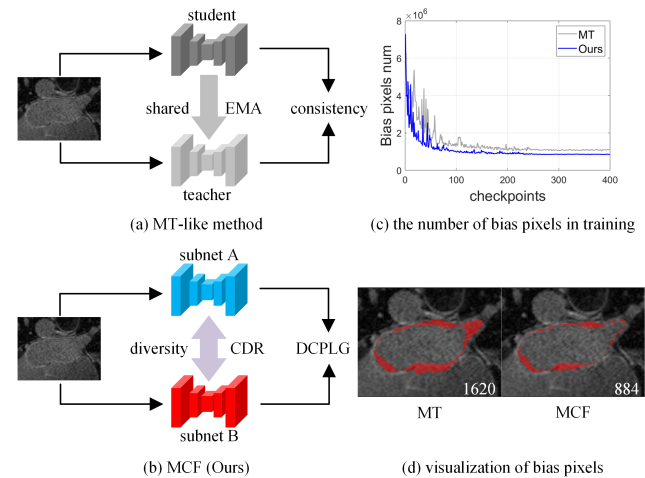 student
shared
EMA
consistency
teacher
(a) MT-like method
×10⁶
8
6
4
2
0
Bias pixels num
MT
Ours
0
100
200
300
400
checkpoints
(c) the number of bias pixels in training
subnet A
diversity
CDR
DCPLG
subnet B
(b) MCF (Ours)
1620
884
MT
MCF
(d) visualization of bias pixels